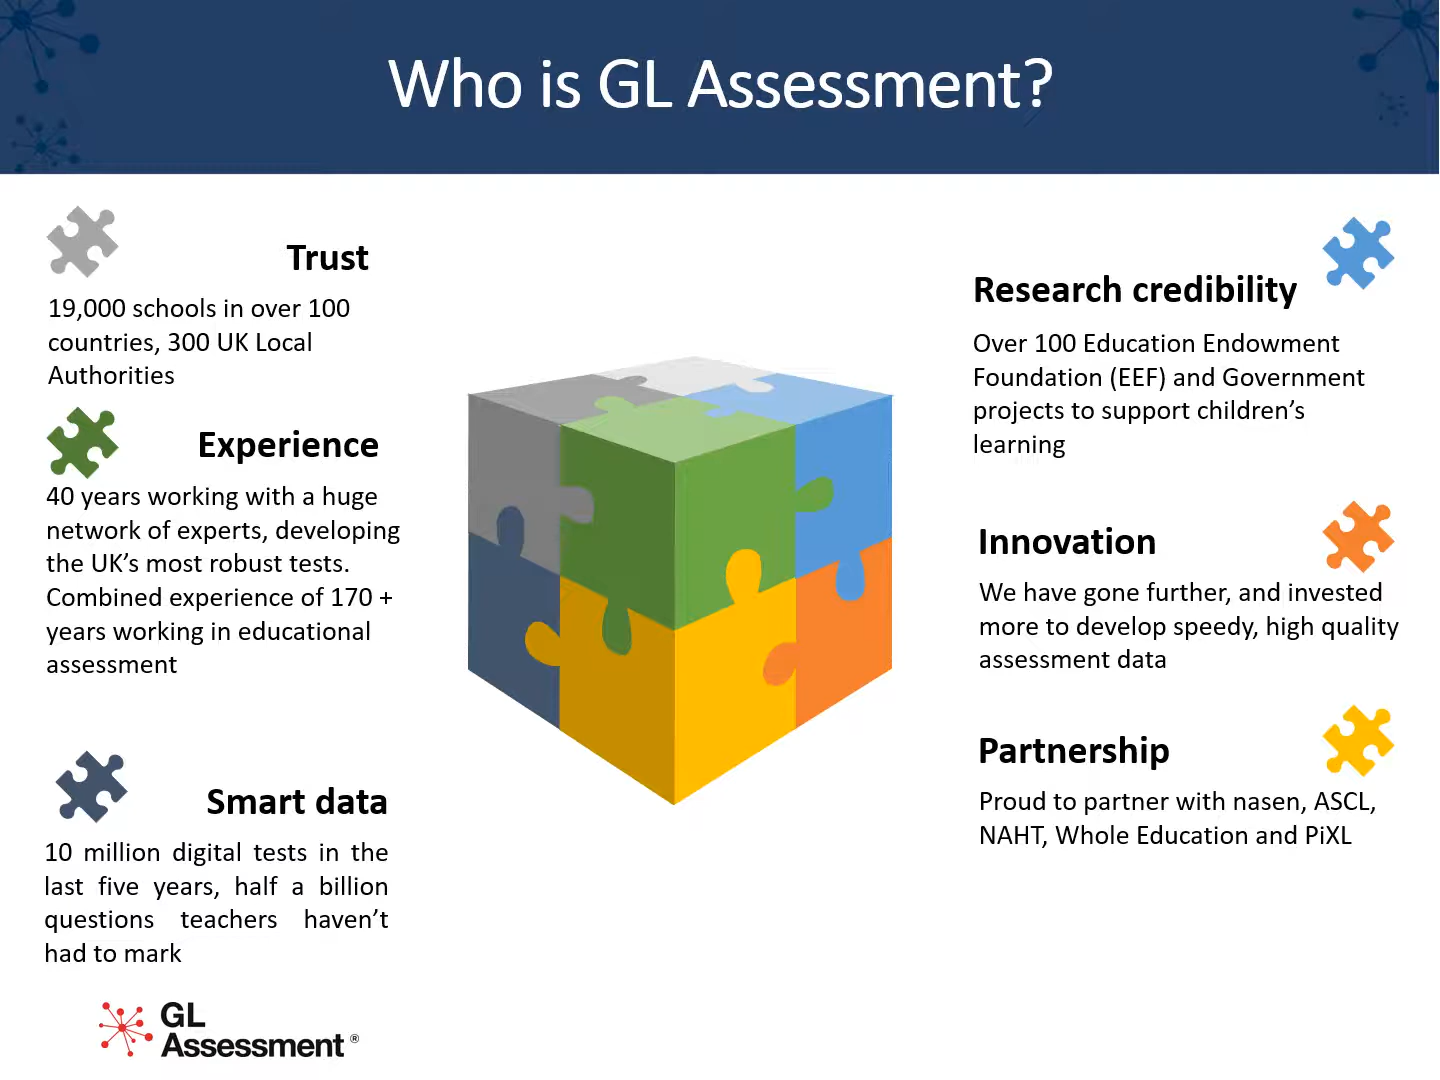 Who is GL Assessment?
Trust
19,000 schools in over 100
countries, 300 UK Local
Authorities
Experience
40 years working with a huge
network of experts, developing
the UK’s most robust tests.
Combined experience of 170 +
years working in educational
assessment
Smart data
10 million digital tests in the
last five years, half a billion
questions teachers haven’t
had to mark
Research credibility
Over 100 Education Endowment
Foundation (EEF) and Government
projects to support children’s
learning
Innovation
We have gone further, and invested
more to develop speedy, high quality
assessment data
Partnership
Proud to partner with nasen, ASCL,
NAHT, Whole Education and PiXL
GL
Assessment ®